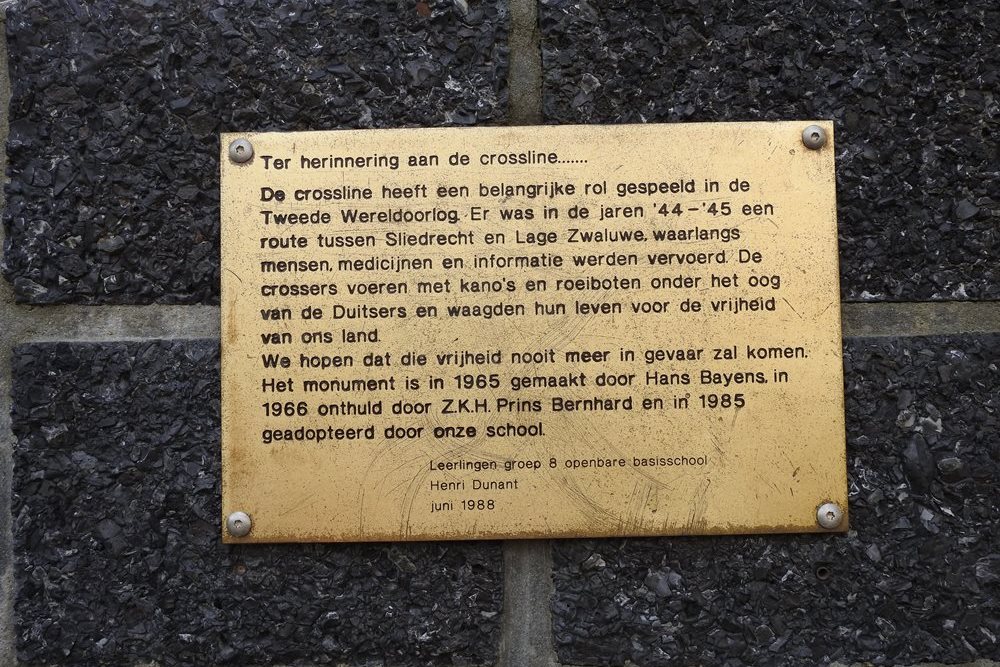 Ter herinnering aan de crossline.......
De crossline heeft een belangrijke rol gespeeld in de
Tweede Wereldoorlog. Er was in de jaren '44-'45 een
route tussen Sliedrecht en Lage Zwaluwe, waarlangs
mensen, medicijnen en informatie werden vervoerd. De
crossers voeren met kano's en roeiboten onder het oog
van de Duitsers en waagden hun leven voor de vrijheid
van ons land.
We hopen dat die vrijheid nooit meer in gevaar zal komen.
Het monument is in 1965 gemaakt door Hans Bayens, in
1966 onthuld door Z.K.H. Prins Bernhard en in 1985
geadopteerd door onze school.
Leerlingen groep 8 openbare basisschool
Henri Dunant
juni 1988